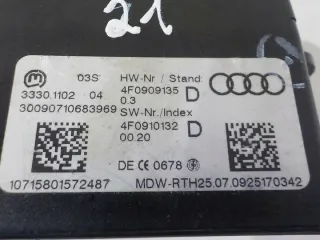 21
03S HW-Nr / Stand
3330.1102 04 4F0909135 D
30090710683969 0.3
SW-Nr./Index
4F0910132 D
00.20
DE CE 0678
10715801572487 MDW-RTH25.07.0925170342